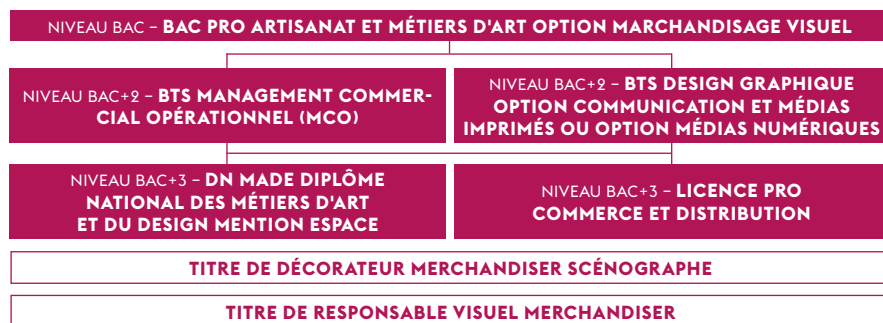 NIVEAU BAC – BAC PRO ARTISANAT ET MÉTIERS D'ART OPTION MARCHANDISAGE VISUEL
NIVEAU BAC+2 – BTS MANAGEMENT COMMER-
CIAL OPÉRATIONNEL (MCO)
NIVEAU BAC+2 – BTS DESIGN GRAPHIQUE
OPTION COMMUNICATION ET MÉDIAS
IMPRIMÉS OU OPTION MÉDIAS NUMÉRIQUES
NIVEAU BAC+3 – DN MADE DIPLÔME
NATIONAL DES MÉTIERS D'ART
ET DU DESIGN MENTION ESPACE
NIVEAU BAC+3 – LICENCE PRO
COMMERCE ET DISTRIBUTION
TITRE DE DÉCORATEUR MERCHANDISER SCÉNOGRAPHE
TITRE DE RESPONSABLE VISUEL MERCHANDISER